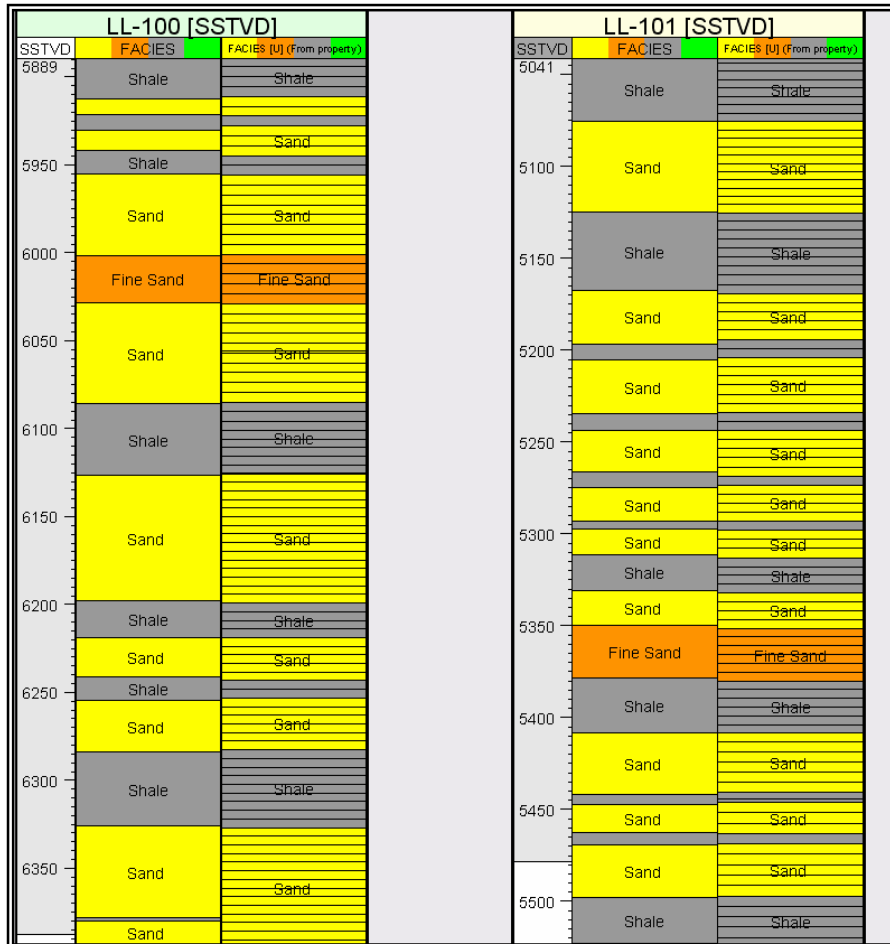 LL-100 [SSTVD]
SSTVD FACIES FACIES [U] (From property)
5889
Shale Shale
Sand
5950
Shale
Sand Sand
6000
Fine Sand Fine Sand
6050
Sand Sand
6100
Shale Shale
6150
Sand Sand
6200
Shale Shale
Sand Sand
6250
Shale
Sand Sand
6300
Shale Shale
6350
Sand Sand
Sand
LL-101 [SSTVD]
SSTVD FACIES FACIES [U] (From property)
5041
Shale Shale
5100
Sand Sand
5150
Shale Shale
Sand Sand
5200
Sand Sand
5250
Sand Sand
Sand Sand
5300
Sand Sand
Shale Shale
Sand Sand
5350
Fine Sand Fine Sand
Shale Shale
5400
Sand Sand
5450
Sand Sand
Sand Sand
5500
Shale Shale